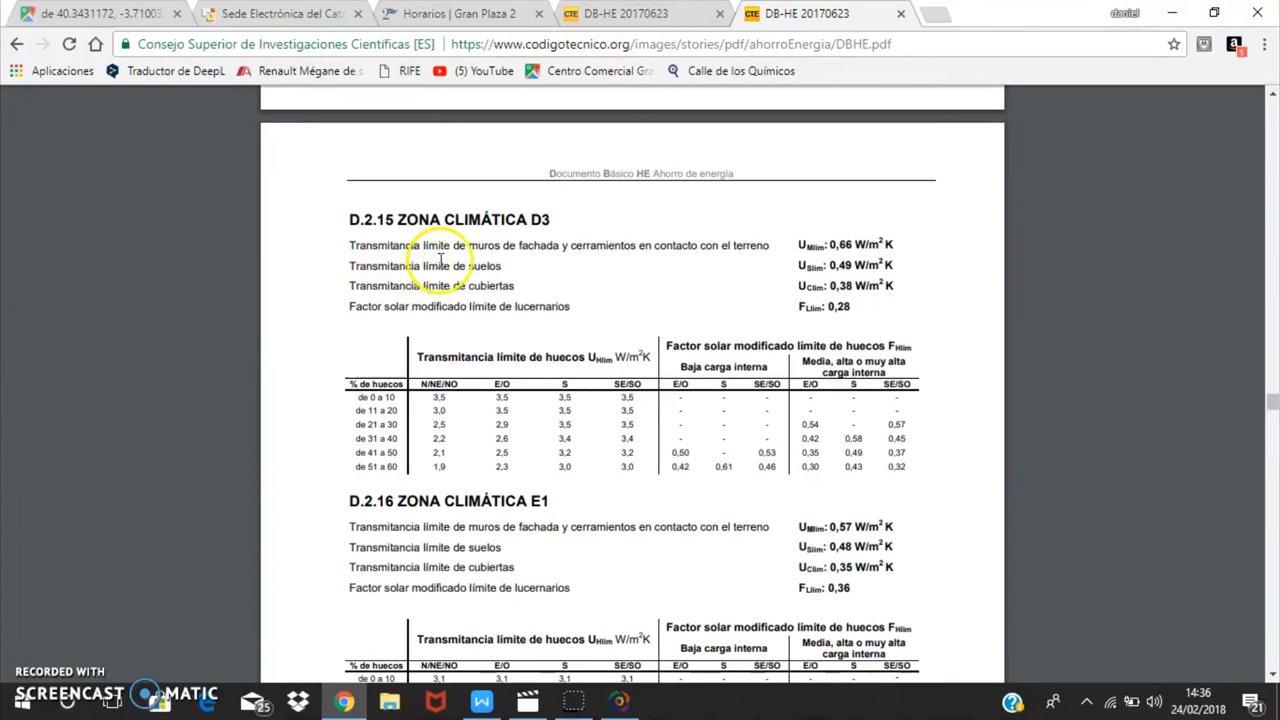 de 40.3431172, -3.71003
Sede Electrónica del Cat
Horarios | Gran Plaza 2
DB-HE 20170623
DB-HE 20170623
daniel
Consejo Superior de Investigaciones Científicas [ES]
https://www.codigotecnico.org/images/stories/pdf/ahorroEnergia/DBHE.pdf
Aplicaciones
Traductor de DeepL
Renault Mégane de s
RIFE
(5) YouTube
Centro Comercial Gra
Calle de los Químicos
Documento Básico HE Ahorro de energía
D.2.15 ZONA CLIMÁTICA D3
Transmitancia límite de muros de fachada y cerramientos en contacto con el terreno UMlim: 0,66 W/m² K
Transmitancia límite de suelos USlim: 0,49 W/m² K
Transmitancia límite de cubiertas UClim: 0,38 W/m² K
Factor solar modificado límite de lucernarios FLlim: 0,28
Transmitancia límite de huecos UHlim W/m²K
Factor solar modificado límite de huecos FHlim
Baja carga interna
Media, alta o muy alta
carga interna
% de huecos N/NE/NO E/O S SE/SO E/O S SE/SO E/O S SE/SO
de 0 a 10 3,5 3,5 3,5 3,5 - - - - - -
de 11 a 20 3,0 3,5 3,5 3,5 - - - - - -
de 21 a 30 2,5 2,9 3,5 3,5 - - - 0,54 - 0,57
de 31 a 40 2,2 2,6 3,4 3,4 - - - 0,42 0,58 0,45
de 41 a 50 2,1 2,5 3,2 3,2 0,50 - 0,53 0,35 0,49 0,37
de 51 a 60 1,9 2,3 3,0 3,0 0,42 0,61 0,46 0,30 0,43 0,32
D.2.16 ZONA CLIMÁTICA E1
Transmitancia límite de muros de fachada y cerramientos en contacto con el terreno UMlim: 0,57 W/m² K
Transmitancia límite de suelos USlim: 0,48 W/m² K
Transmitancia límite de cubiertas UClim: 0,35 W/m² K
Factor solar modificado límite de lucernarios FLlim: 0,36
Transmitancia límite de huecos UHlim W/m²K
Factor solar modificado límite de huecos FHlim
Baja carga interna
Media, alta o muy alta
carga interna
% de huecos N/NE/NO E/O S SE/SO E/O S SE/SO E/O S SE/SO
de 0 a 10 3,1 3,1 3,1 3,1 - - - - - -
RECORDED WITH
SCREENCAST MATIC
25
14:36
24/02/2018